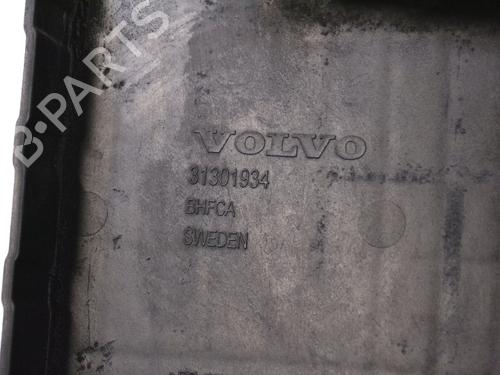 B-PARTS
VOLVO
31301934
BHFCA
SWEDEN